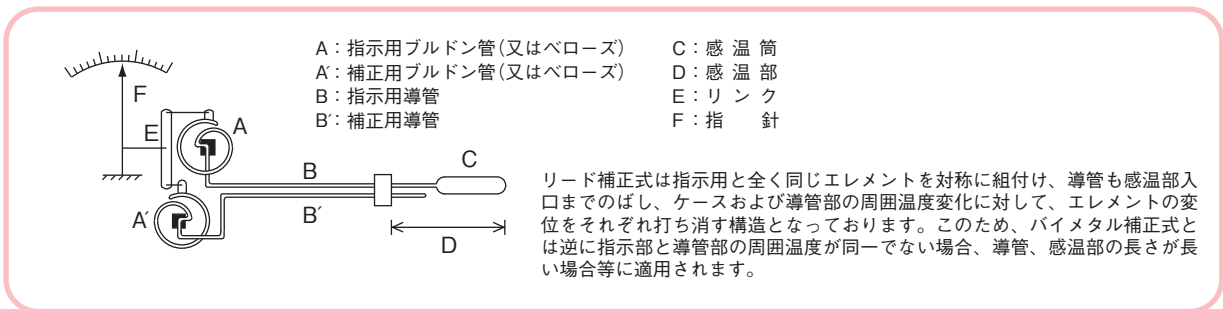 A：指示用ブルドン管(又はベローズ)
A´：補正用ブルドン管(又はベローズ)
B：指示用導管
B´：補正用導管
C：感温筒
D：感温部
E：リンク
F：指針
F
E
A
A´
B
B´
C
D
リード補正式は指示用と全く同じエレメントを対称に組付け、導管も感温部入
口までのばし、ケースおよび導管部の周囲温度変化に対して、エレメントの変
位をそれぞれ打ち消す構造となっております。このため、バイメタル補正式と
は逆に指示部と導管部の周囲温度が同一でない場合、導管、感温部の長さが長
い場合等に適用されます。